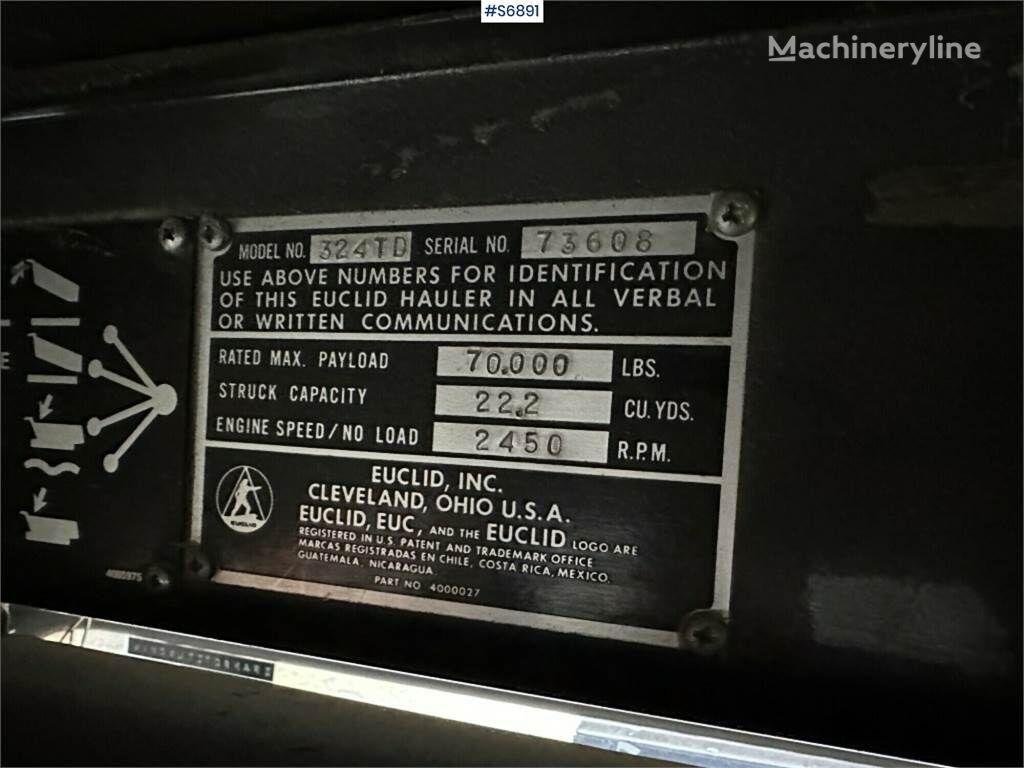 #S6891
Machineryline
MODEL NO. 324TD SERIAL NO. 73608
USE ABOVE NUMBERS FOR IDENTIFICATION
OF THIS EUCLID HAULER IN ALL VERBAL
OR WRITTEN COMMUNICATIONS.
RATED MAX. PAYLOAD 70.000 LBS.
STRUCK CAPACITY 22.2 CU. YDS.
ENGINE SPEED/NO LOAD 2450 R.P.M.
EUCLID, INC.
CLEVELAND, OHIO U.S.A.
EUCLID, EUC, AND THE EUCLID LOGO ARE
REGISTERED IN U.S. PATENT AND TRADEMARK OFFICE
MARCAS REGISTRADAS EN CHILE, COSTA RICA, MEXICO.
GUATEMALA, NICARAGUA
PART NO 4000027
EUCLID
E